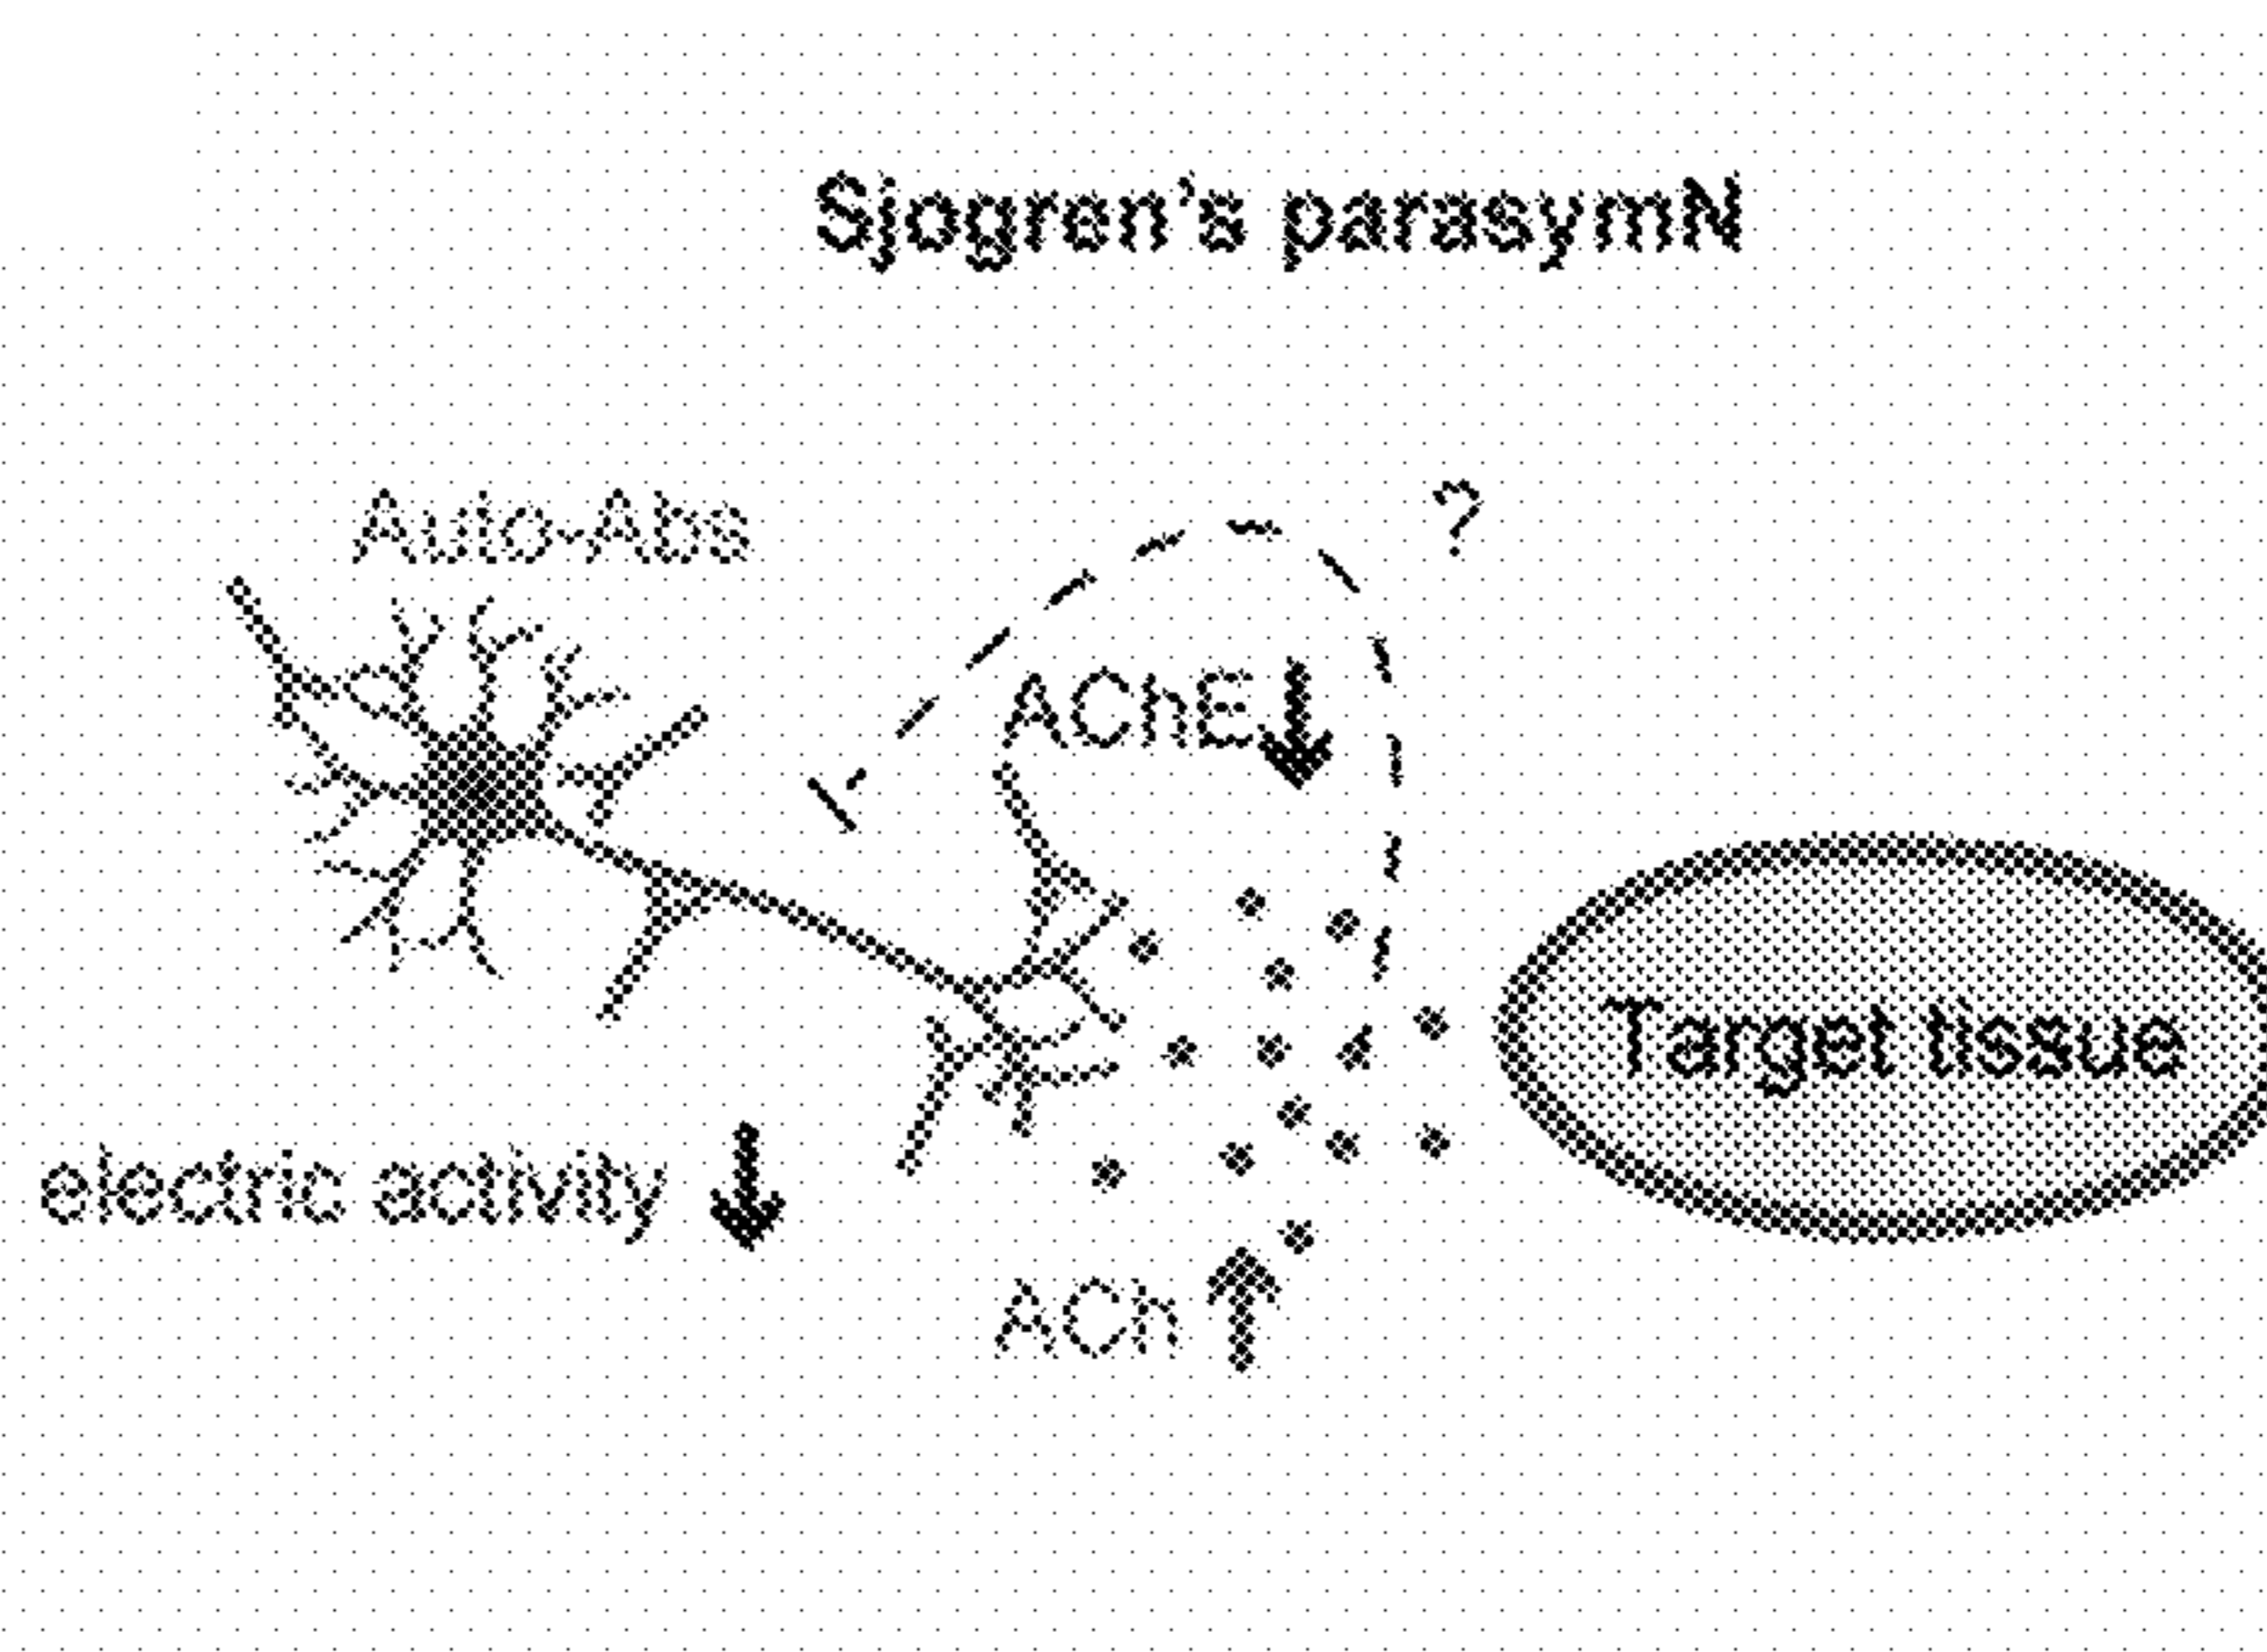 Sjogren's parasymN
Auto-Abs
?
AChE
Target tissue
electric activity
ACh